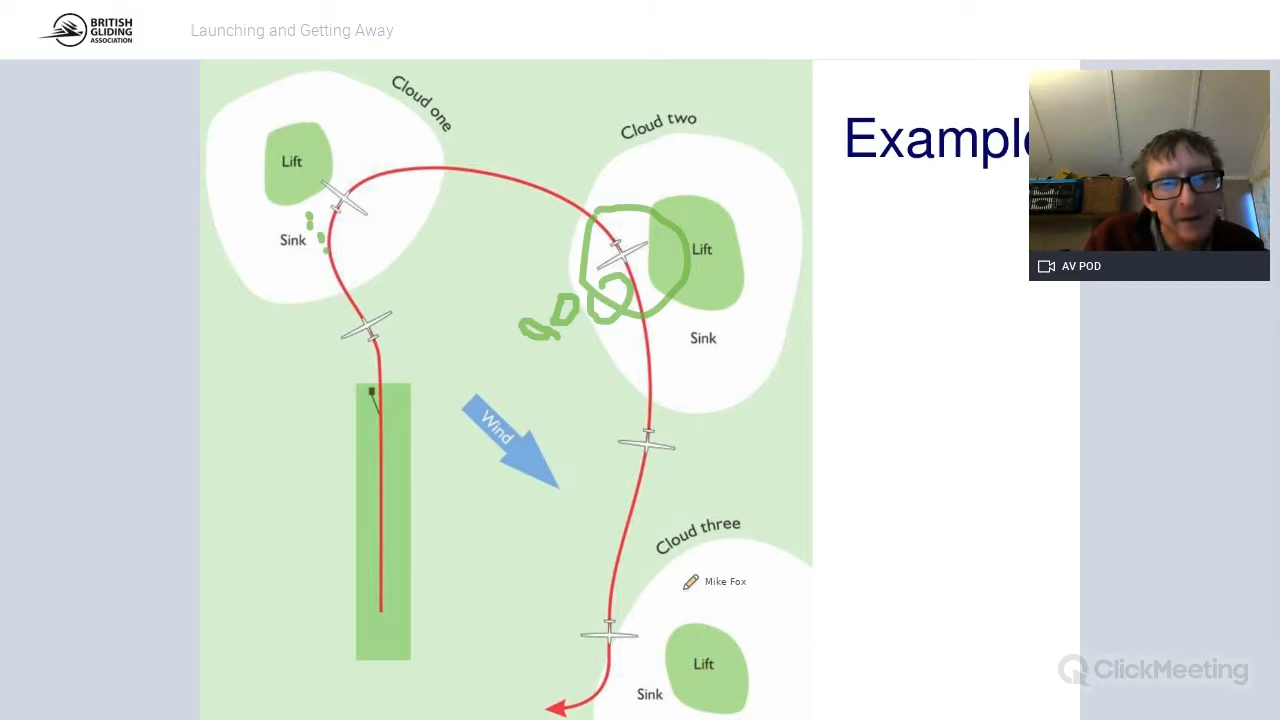 BRITISH
GLIDING
ASSOCIATION
Launching and Getting Away
Cloud one
Cloud two
Example
Lift
Sink
Lift
Sink
AV POD
Wind
Cloud three
Mike Fox
Lift
Sink
ClickMeeting